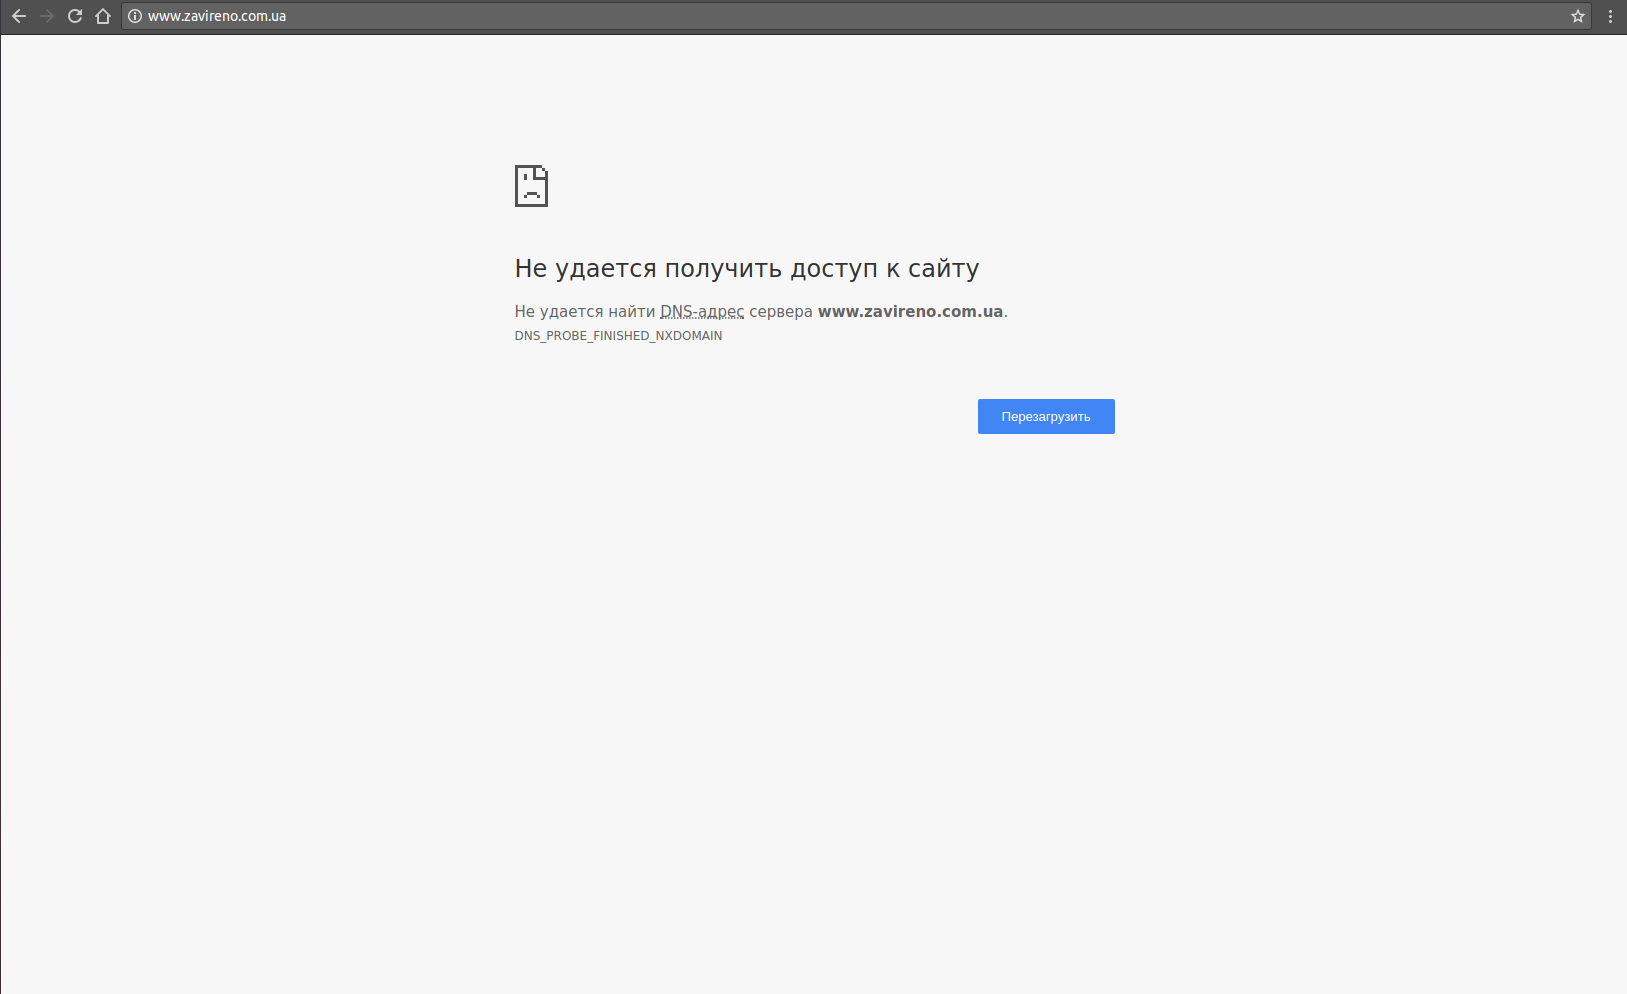 www.zavireno.com.ua
Не удается получить доступ к сайту
Не удается найти DNS-адрес сервера www.zavireno.com.ua.
DNS_PROBE_FINISHED_NXDOMAIN
Перезагрузить